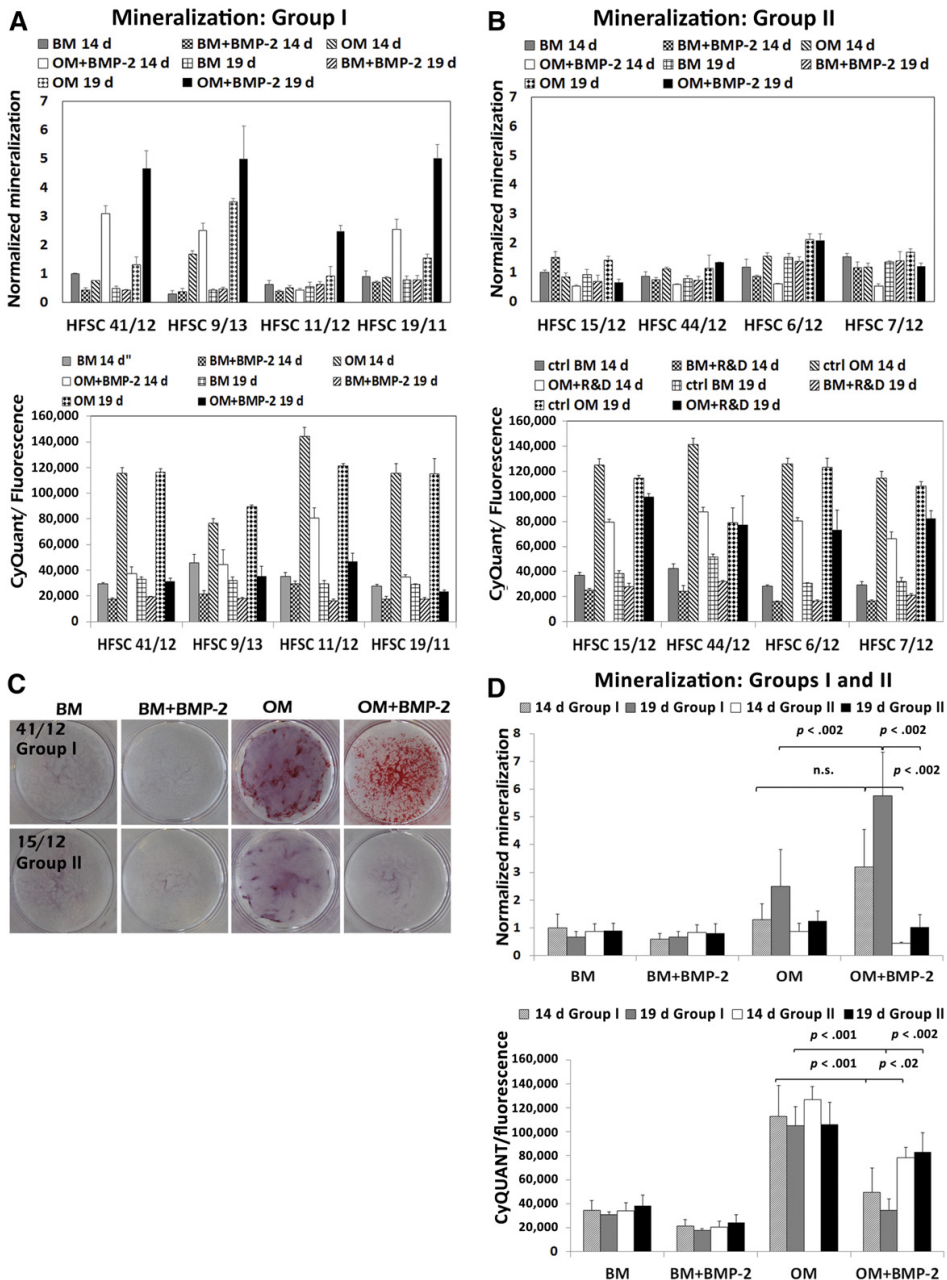 A
Mineralization: Group I
BM 14 d BM+BMP-2 14 d OM 14 d
OM+BMP-2 14 d BM 19 d BM+BMP-2 19 d
OM 19 d OM+BMP-2 19 d
Normalized mineralization
7
6
5
4
3
2
1
0
HFSC 41/12 HFSC 9/13 HFSC 11/12 HFSC 19/11
BM 14 d" BM+BMP-2 14 d OM 14 d
OM+BMP-2 14 d BM 19 d BM+BMP-2 19 d
OM 19 d OM+BMP-2 19 d
CyQuant/ Fluorescence
160,000
140,000
120,000
100,000
80,000
60,000
40,000
20,000
0
HFSC 41/12 HFSC 9/13 HFSC 11/12 HFSC 19/11
B
Mineralization: Group II
BM 14 d BM+BMP-2 14 d OM 14 d
OM+BMP-2 14 d BM 19 d BM+BMP-2 19 d
OM 19 d OM+BMP-2 19 d
Normalized mineralization
7
6
5
4
3
2
1
0
HFSC 15/12 HFSC 44/12 HFSC 6/12 HFSC 7/12
ctrl BM 14 d BM+R&D 14 d ctrl OM 14 d
OM+R&D 14 d ctrl BM 19 d BM+R&D 19 d
ctrl OM 19 d OM+R&D 19 d
CyQuant/ Fluorescence
160,000
140,000
120,000
100,000
80,000
60,000
40,000
20,000
0
HFSC 15/12 HFSC 44/12 HFSC 6/12 HFSC 7/12
C
BM BM+BMP-2 OM OM+BMP-2
41/12
Group I
15/12
Group II
D
Mineralization: Groups I and II
14 d Group I 19 d Group I 14 d Group II 19 d Group II
p < .002 p < .002
n.s. p < .002
Normalized mineralization
8
7
6
5
4
3
2
1
0
BM BM+BMP-2 OM OM+BMP-2
14 d Group I 19 d Group I 14 d Group II 19 d Group II
p < .001 p < .002
p < .001 p < .02
CyQUANT/fluorescence
160,000
140,000
120,000
100,000
80,000
60,000
40,000
20,000
0
BM BM+BMP-2 OM OM+BMP-2